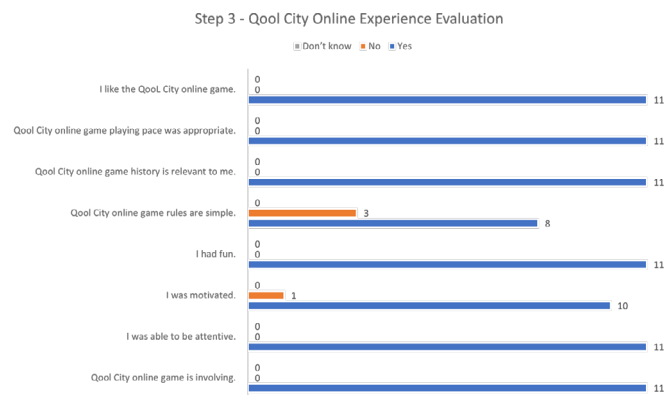 Step 3 - Qool City Online Experience Evaluation
Don't know No Yes
I like the QooL City online game.
0
0
11
Qool City online game playing pace was appropriate.
0
0
11
Qool City online game history is relevant to me.
0
0
11
Qool City online game rules are simple.
0
3
8
I had fun.
0
0
11
I was motivated.
0
1
10
I was able to be attentive.
0
0
11
Qool City online game is involving.
0
0
11